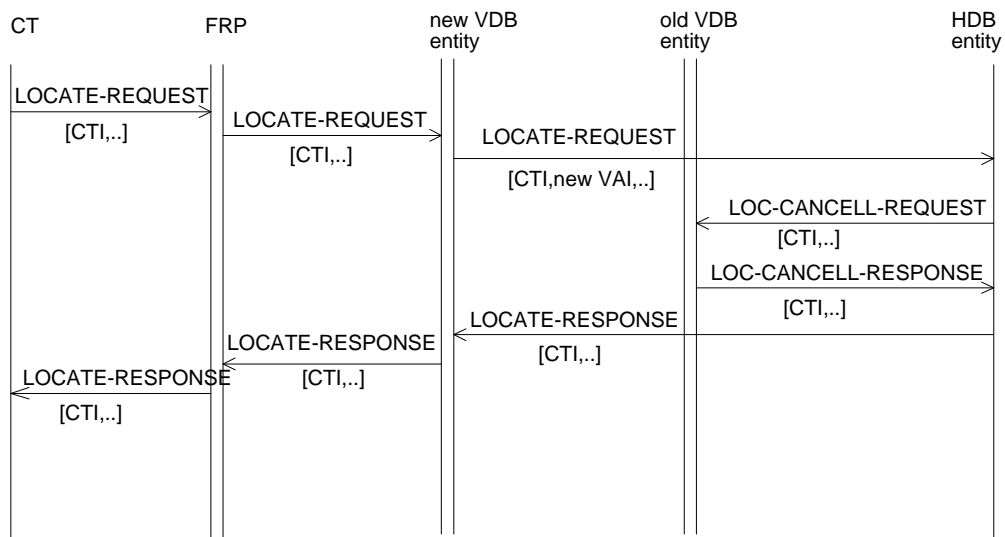 CT
FRP
new VDB
entity
old VDB
entity
HDB
entity
LOCATE-REQUEST
[CTI,..]
LOCATE-REQUEST
[CTI,..]
LOCATE-REQUEST
[CTI,new VAI,..]
LOC-CANCELL-REQUEST
[CTI,..]
LOC-CANCELL-RESPONSE
[CTI,..]
LOCATE-RESPONSE
[CTI,..]
LOCATE-RESPONSE
[CTI,..]
LOCATE-RESPONSE
[CTI,..]